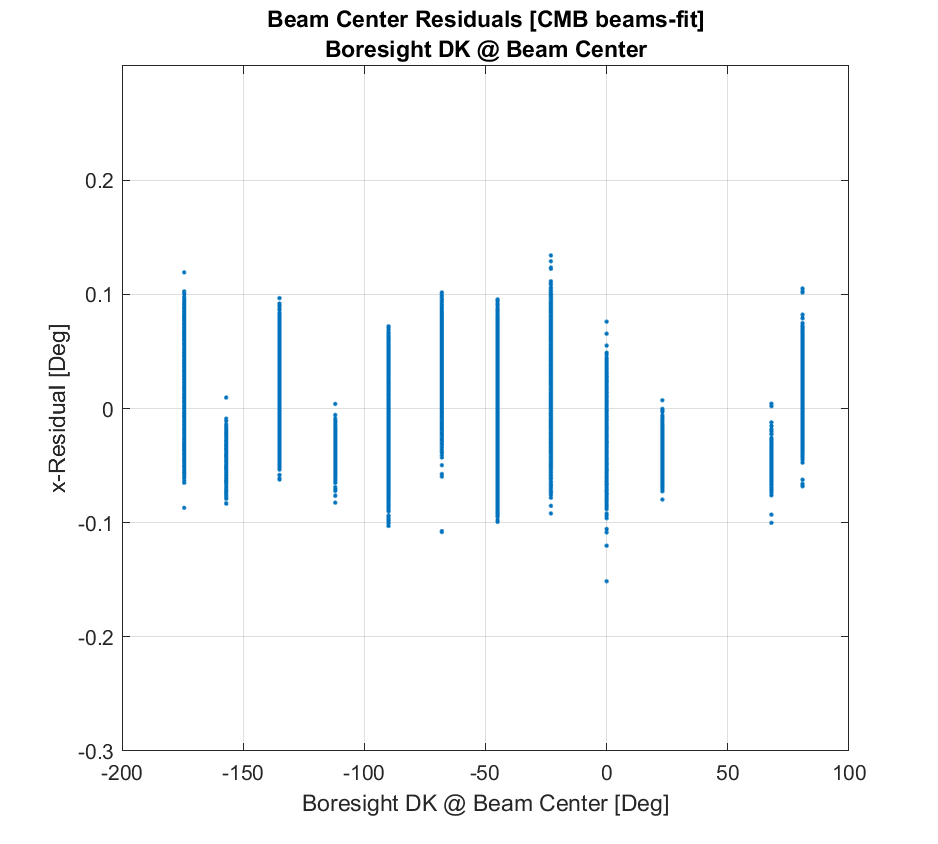 Beam Center Residuals [CMB beams-fit]
Boresight DK @ Beam Center
0.2
0.1
0
-0.1
-0.2
-0.3
x-Residual [Deg]
-200 -150 -100 -50 0 50 100
Boresight DK @ Beam Center [Deg]